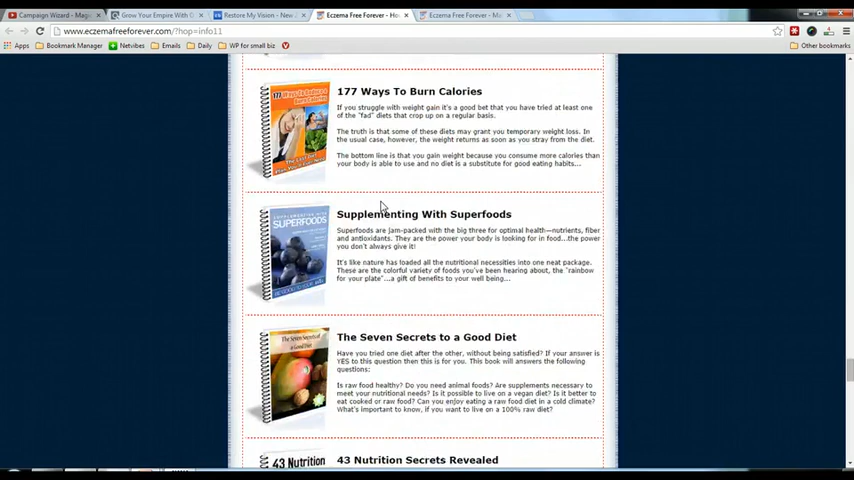 Campaign Wizard - Mag
Grow Your Empire With
Restore My Vision - New
Eczema Free Forever - Ho
Eczema Free Forever - Ma
www.eczemafreeforever.com/?hop=info11
Apps
Bookmark Manager
Netvibes
Emails
Daily
WP for small biz
Other bookmarks
177 Ways To Burn Calories
If you struggle with weight gain it's a good bet that you have tried at least one
of the "fad" diets that crop up on a regular basis.
The truth is that some of these diets may grant you temporary weight loss. In
the usual case, however, the weight returns as soon as you stray from the diet.
The bottom line is that you gain weight because you consume more calories than
your body is able to use and no diet is a substitute for good eating habits...
SUPERFOODS
Supplementing With Superfoods
Superfoods are jam-packed with the big three for optimal health—nutrients, fiber
and antioxidants. They are the power your body is looking for in food...the power
you don't always give it!
It's like nature has loaded all the nutritional necessities into one neat package.
These are the colorful variety of foods you've been hearing about, the "rainbow
for your plate"...a gift of benefits to your well being...
The Seven Secrets of
a Good Diet
The Seven Secrets to a Good Diet
Have you tried one diet after the other, without being satisfied? If your answer is
YES to this question then this is for you. This book will answers the following
questions:
Is raw food healthy? Do you need animal foods? Are supplements necessary to
meet your nutritional needs? Is it possible to live on a vegan diet? Is it better to
eat cooked or raw food? Can you enjoy eating a raw food diet in a cold climate?
What's important to know, if you want to live on a 100% raw diet?
43 Nutrition
43 Nutrition Secrets Revealed